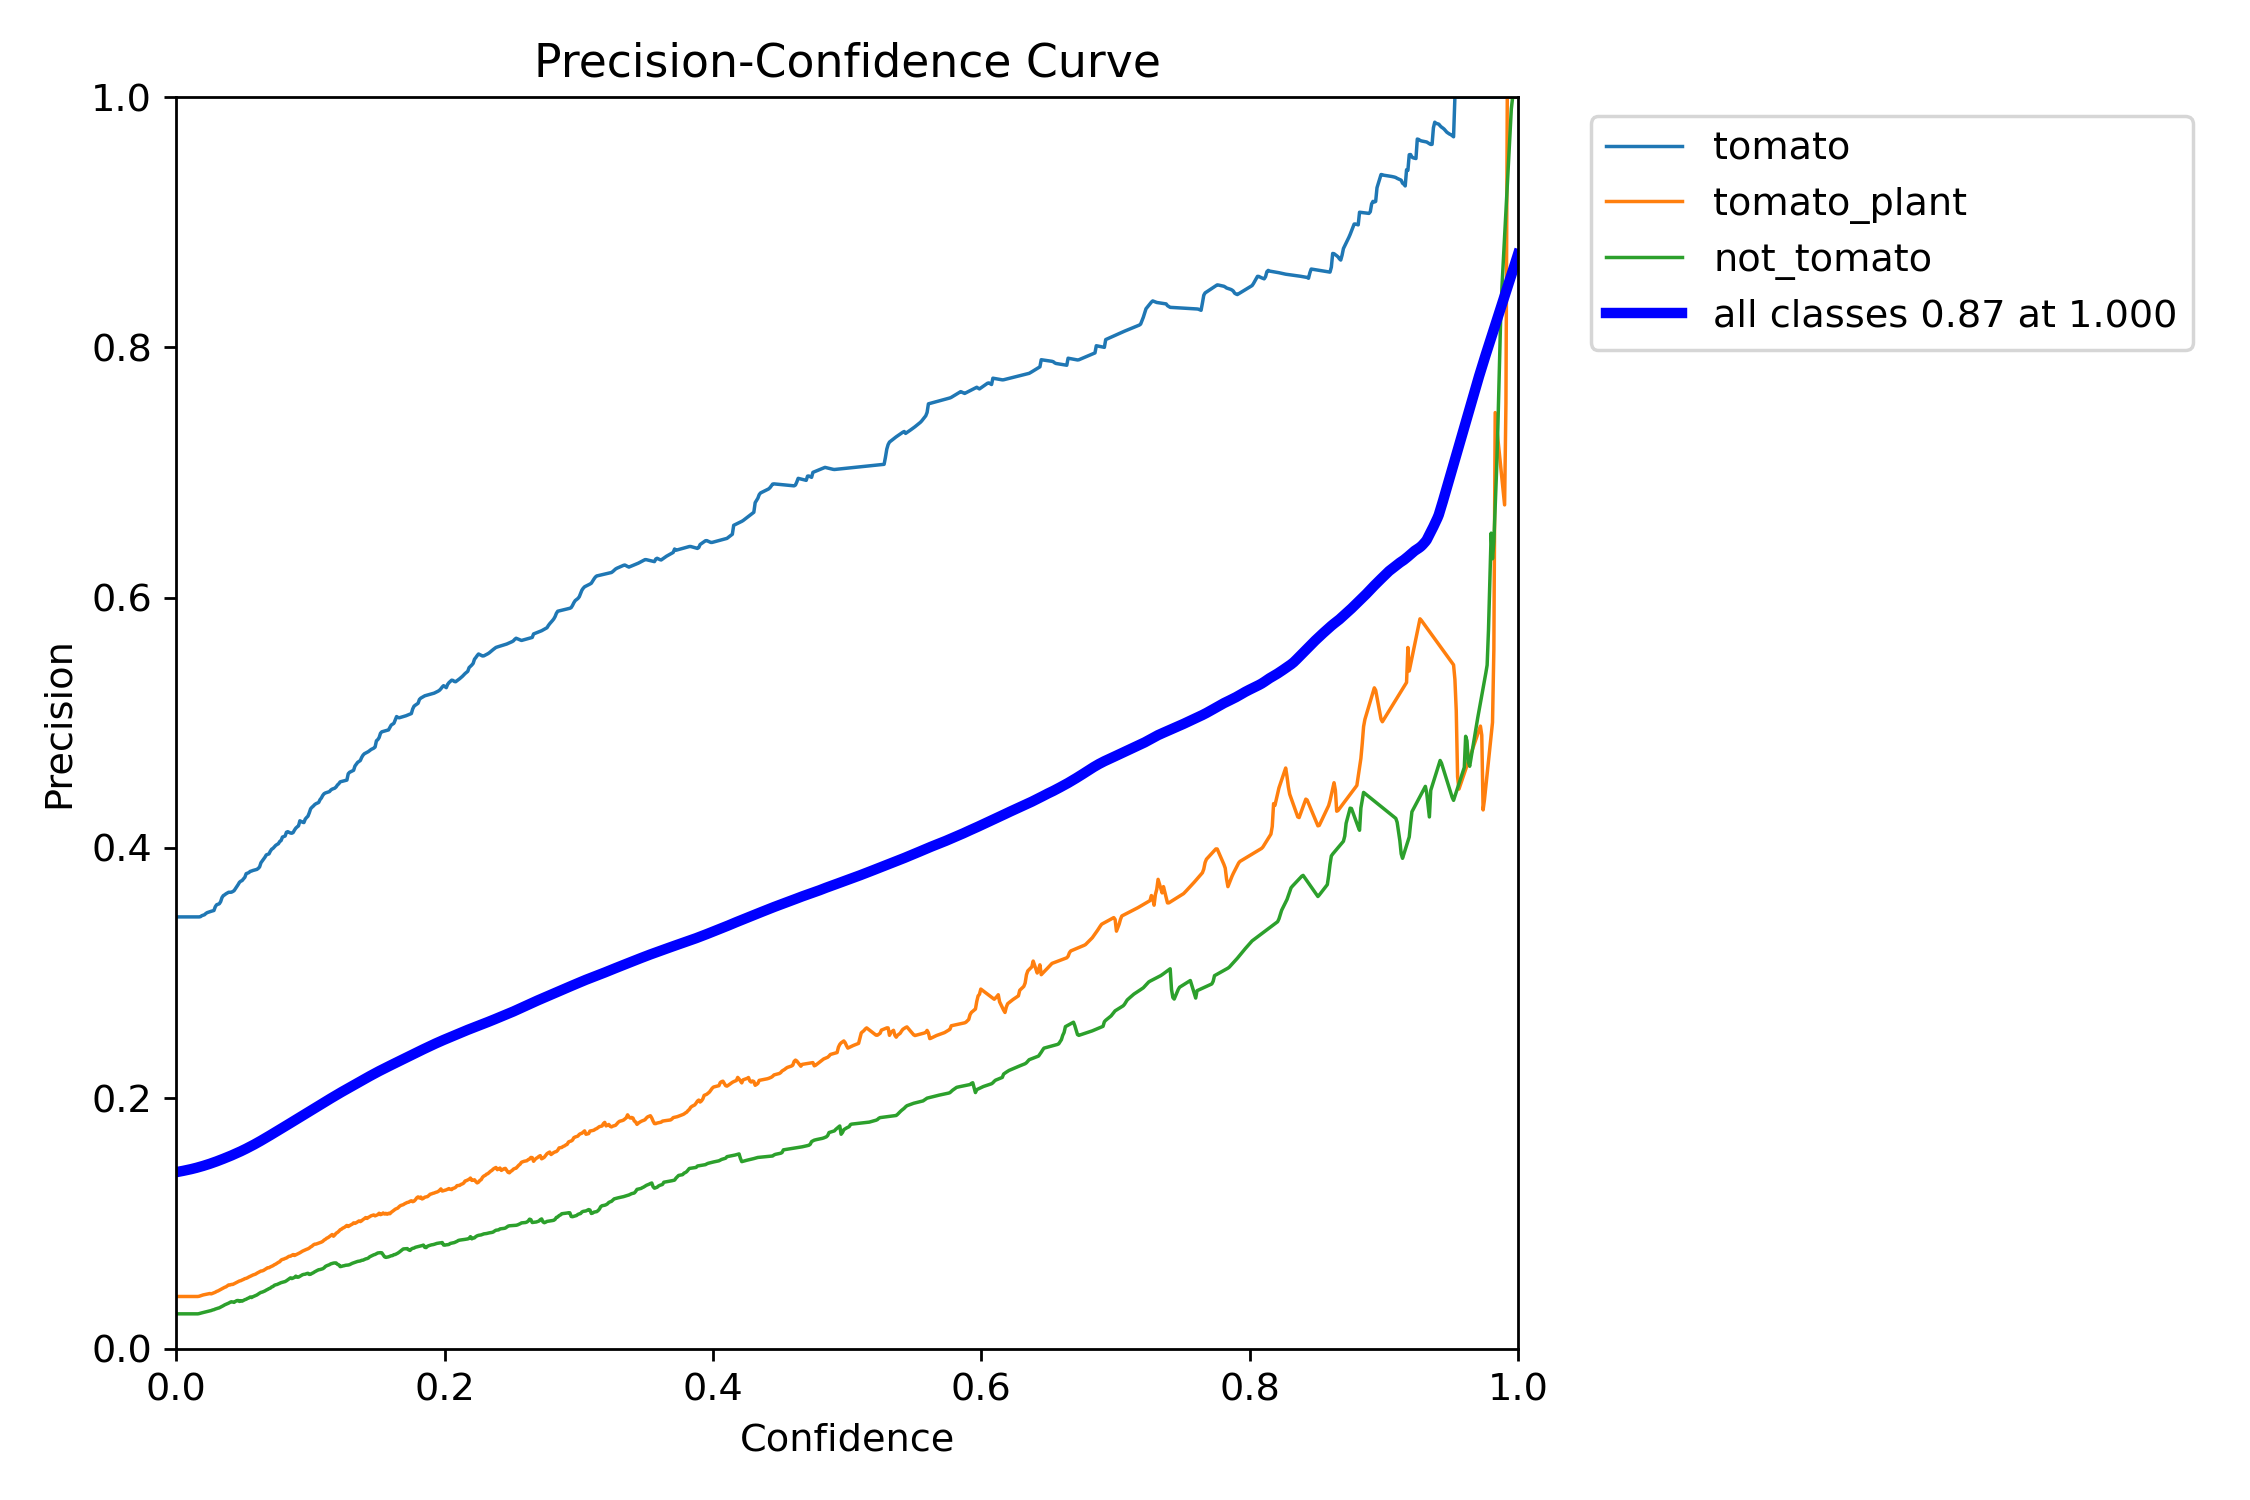 Precision-Confidence Curve
1.0
0.8
0.6
0.4
0.2
0.0
Precision
0.0 0.2 0.4 0.6 0.8 1.0
Confidence
tomato
tomato_plant
not_tomato
all classes 0.87 at 1.000